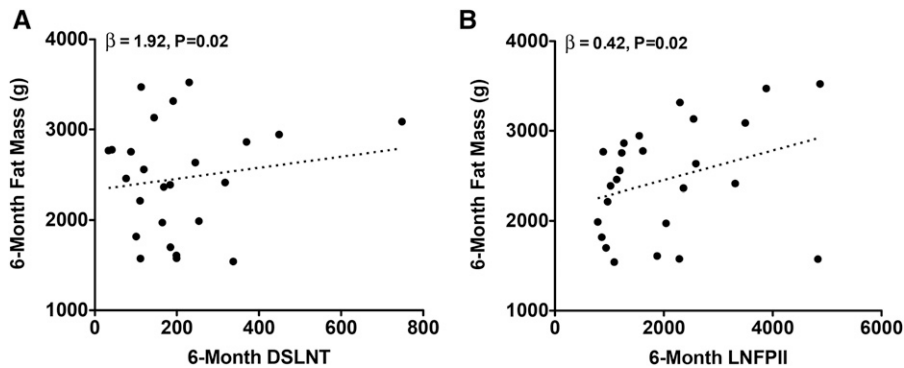 A
β = 1.92, P=0.02
6-Month Fat Mass (g)
4000
3000
2000
1000
0
200
400
600
800
6-Month DSLNT
B
β = 0.42, P=0.02
6-Month Fat Mass (g)
4000
3000
2000
1000
0
2000
4000
6000
6-Month LNFPII